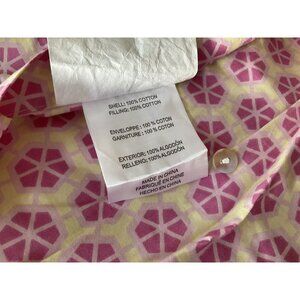 SHELL: 100% COTTON
FILLING: 100% COTTON
ENVELOPPE: 100 % COTON
GARNITURE : 100 % COTON
EXTERIOR: 100% ALGODÓN
RELLENO: 100% ALGODÓN
MADE IN CHINA
FABRIQUÉ EN CHINE
HECHO EN CHINA